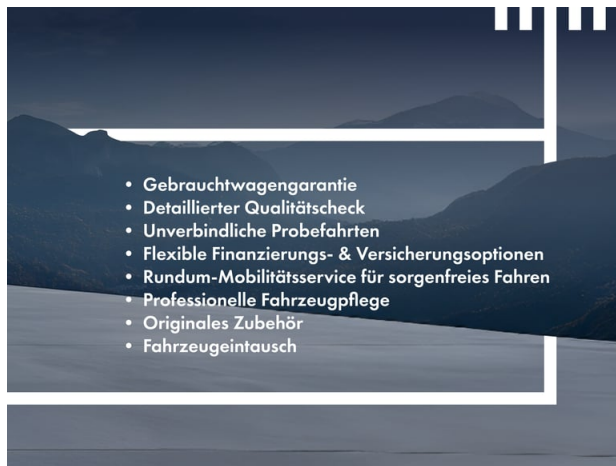 • Gebrauchtwagengarantie
• Detaillierter Qualitätscheck
• Unverbindliche Probefahrten
• Flexible Finanzierungs- & Versicherungsoptionen
• Rundum-Mobilitätsservice für sorgenfreies Fahren
• Professionelle Fahrzeugpflege
• Originales Zubehör
• Fahrzeugeintausch